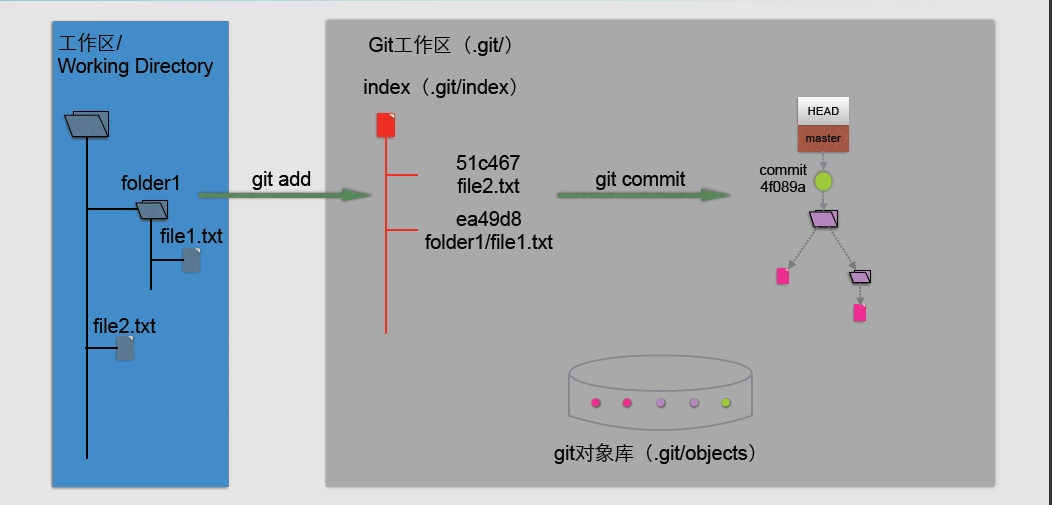 工作区/
Working Directory
folder1
file1.txt
file2.txt
git add
Git工作区（.git/）
index（.git/index）
51c467
file2.txt
ea49d8
folder1/file1.txt
git commit
HEAD
master
commit
4f089a
git对象库（.git/objects）